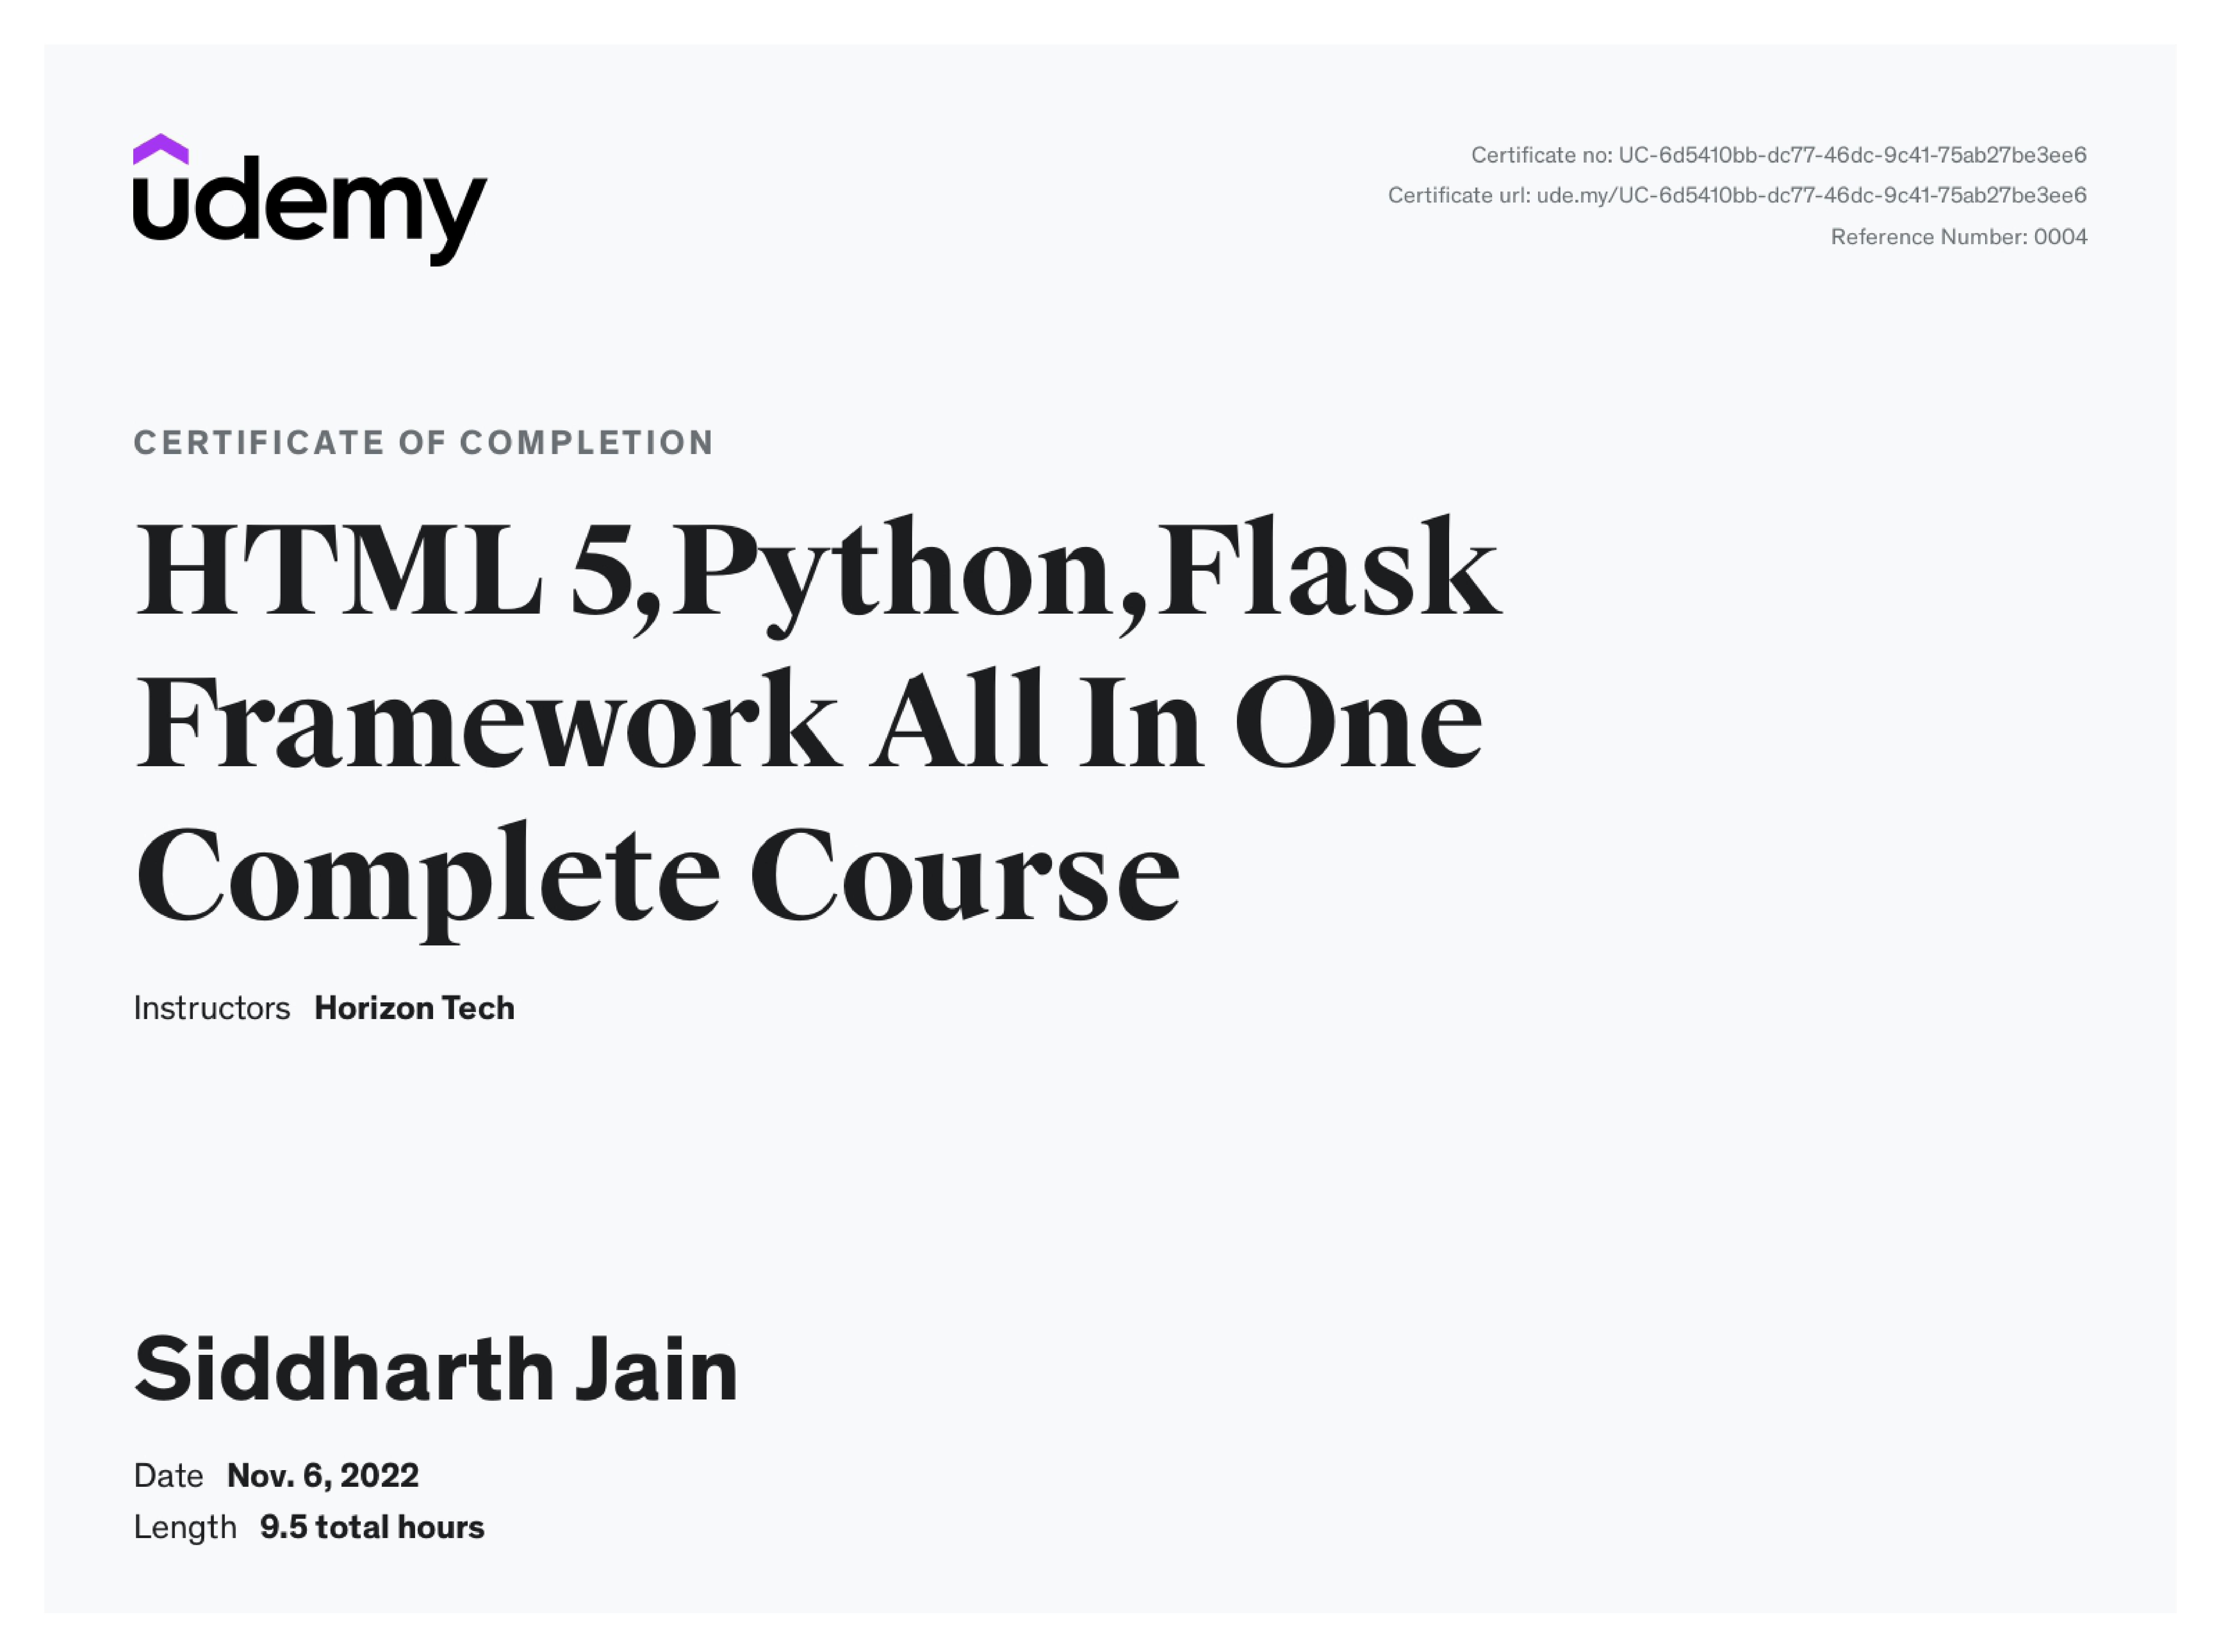 udemy
Certificate no: UC-6d5410bb-dc77-46dc-9c41-75ab27be3ee6
Certificate url: ude.my/UC-6d5410bb-dc77-46dc-9c41-75ab27be3ee6
Reference Number: 0004
CERTIFICATE OF COMPLETION
HTML 5,Python,Flask
Framework All In One
Complete Course
Instructors Horizon Tech
Siddharth Jain
Date Nov. 6, 2022
Length 9.5 total hours